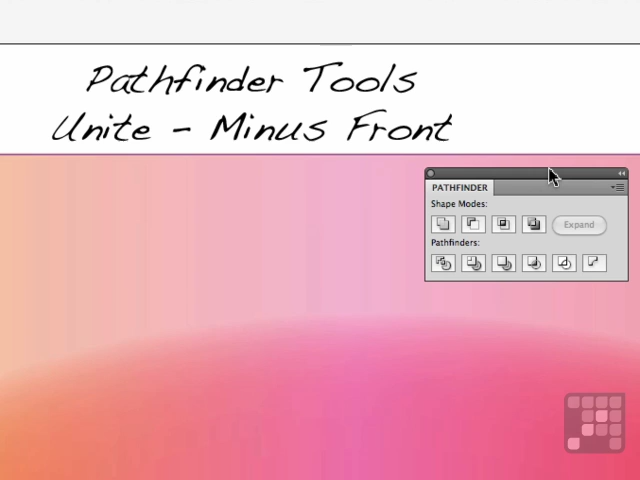 Pathfinder Tools
Unite - Minus Front
PATHFINDER
Shape Modes:
Expand
Pathfinders: